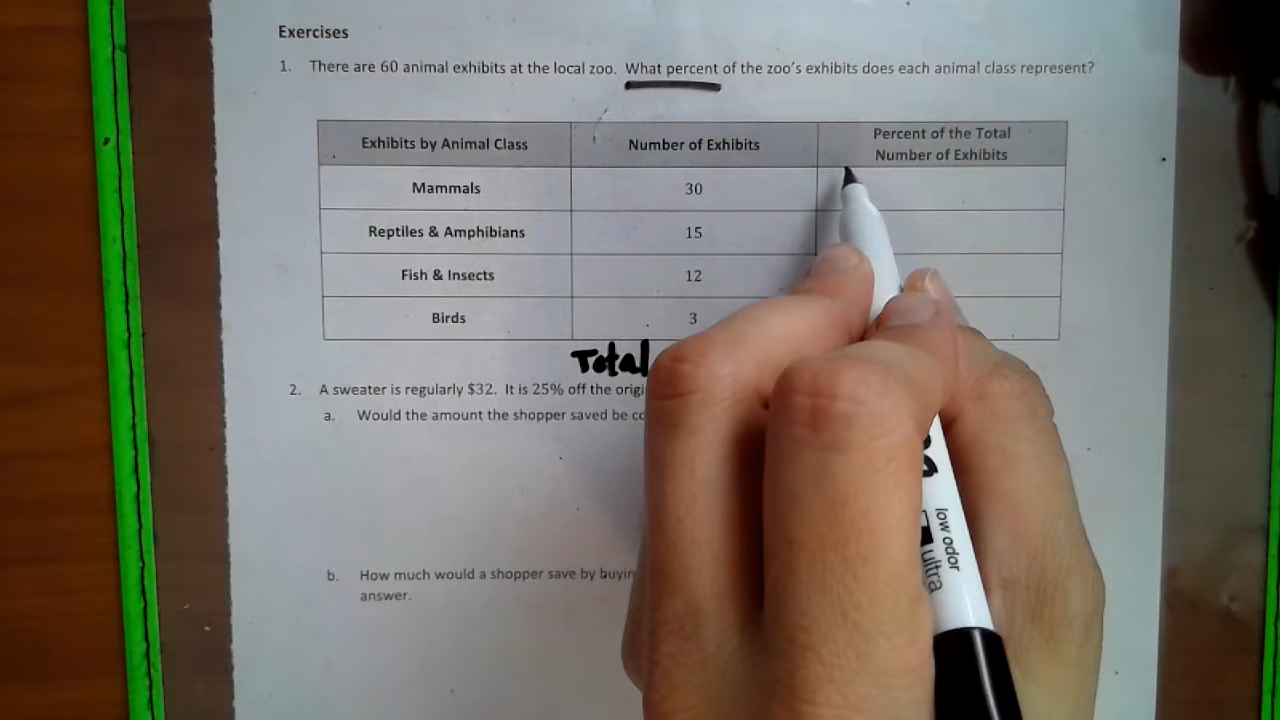 Exercises
1. There are 60 animal exhibits at the local zoo. What percent of the zoo's exhibits does each animal class represent?
Exhibits by Animal Class Number of Exhibits Percent of the Total Number of Exhibits
Mammals 30
Reptiles & Amphibians 15
Fish & Insects 12
Birds 3
Total
2. A sweater is regularly $32. It is 25% off the
a. Would the amount the shopper saved be
b. How much would a shopper save by
answer.
low odor
ultra